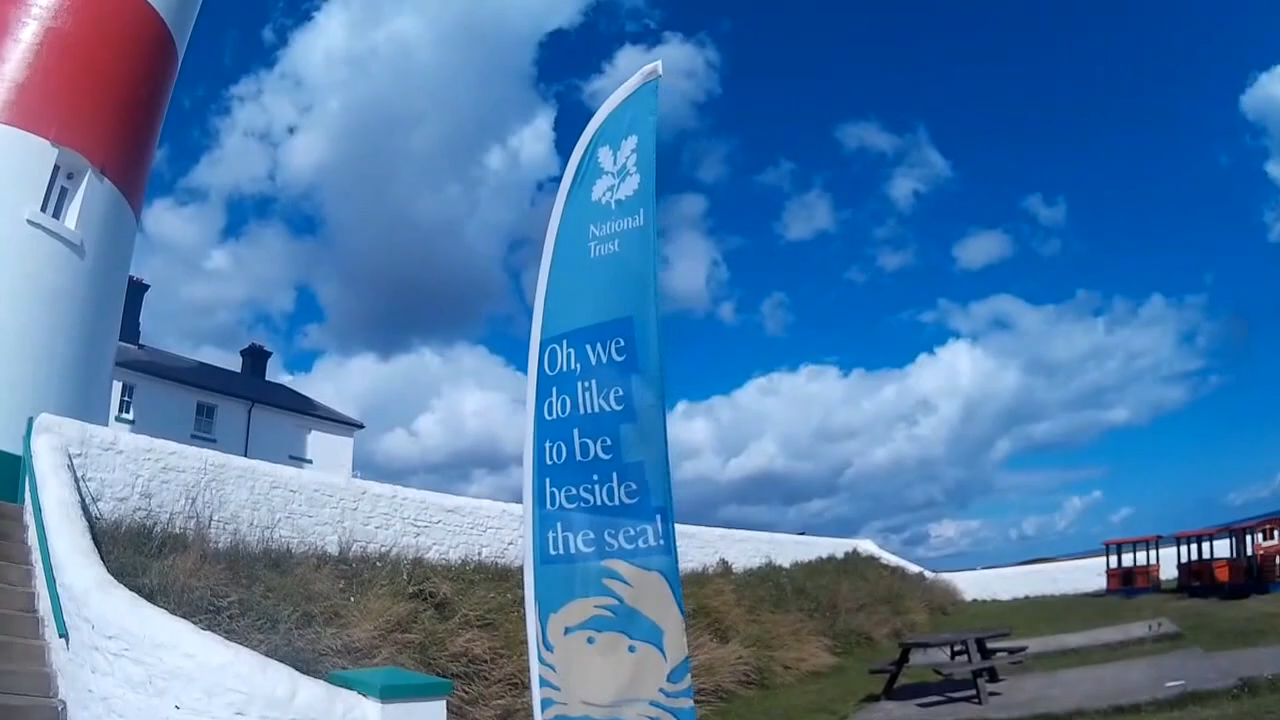 National
Trust
Oh, we
do like
to be
beside
the sea!